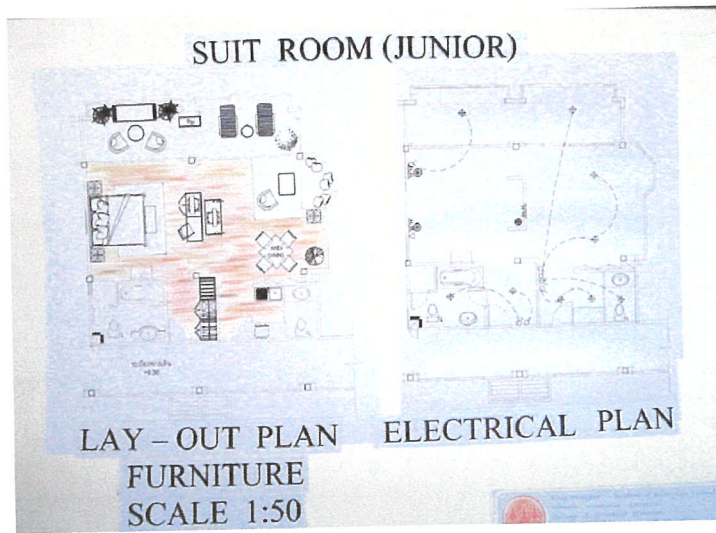 SUIT ROOM (JUNIOR)
LAY – OUT PLAN
FURNITURE
SCALE 1:50
ELECTRICAL PLAN